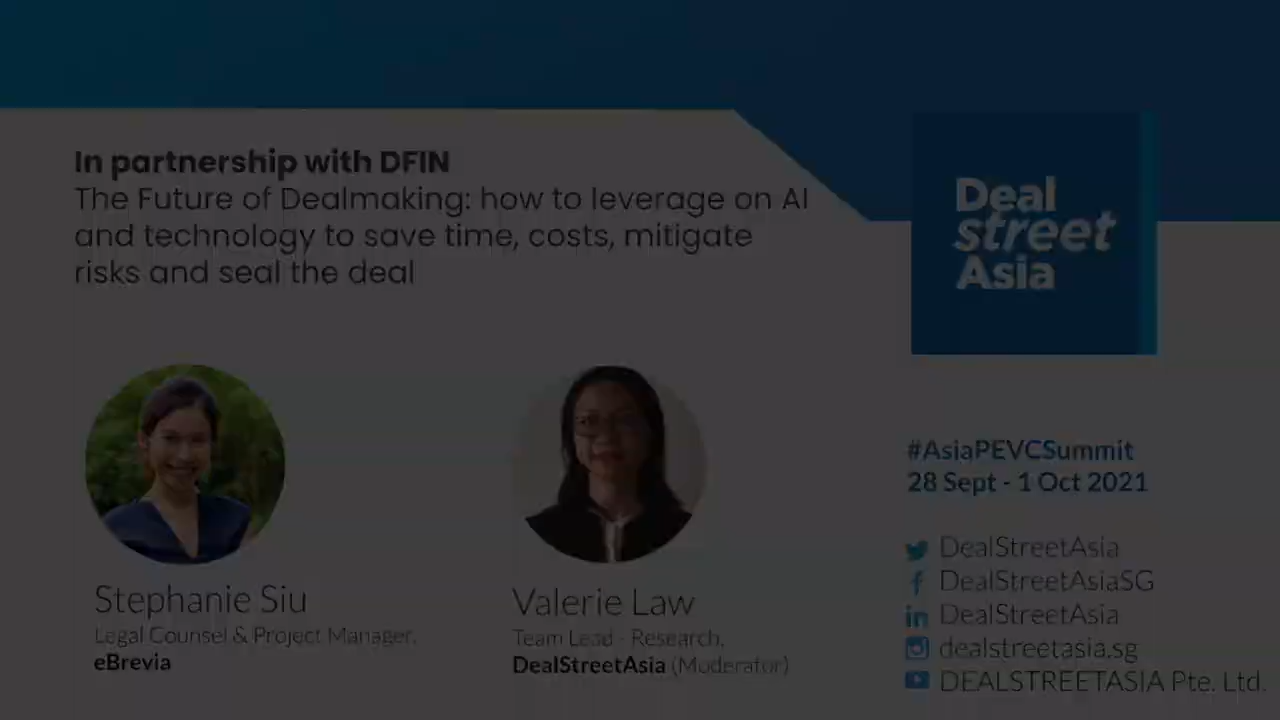 In partnership with DFIN
The Future of Dealmaking: how to leverage on AI
and technology to save time, costs, mitigate
risks and seal the deal
Deal
street
Asia
Stephanie Siu
Legal Counsel & Project Manager,
eBrevia
Valerie Law
Team Lead - Research,
DealStreetAsia (Moderator)
#AsiaPEVCSummit
28 Sept - 1 Oct 2021
DealStreetAsia
DealStreetAsiaSG
DealStreetAsia
dealstreetasia.sg
DEALSTREETASIA Pte. Ltd.